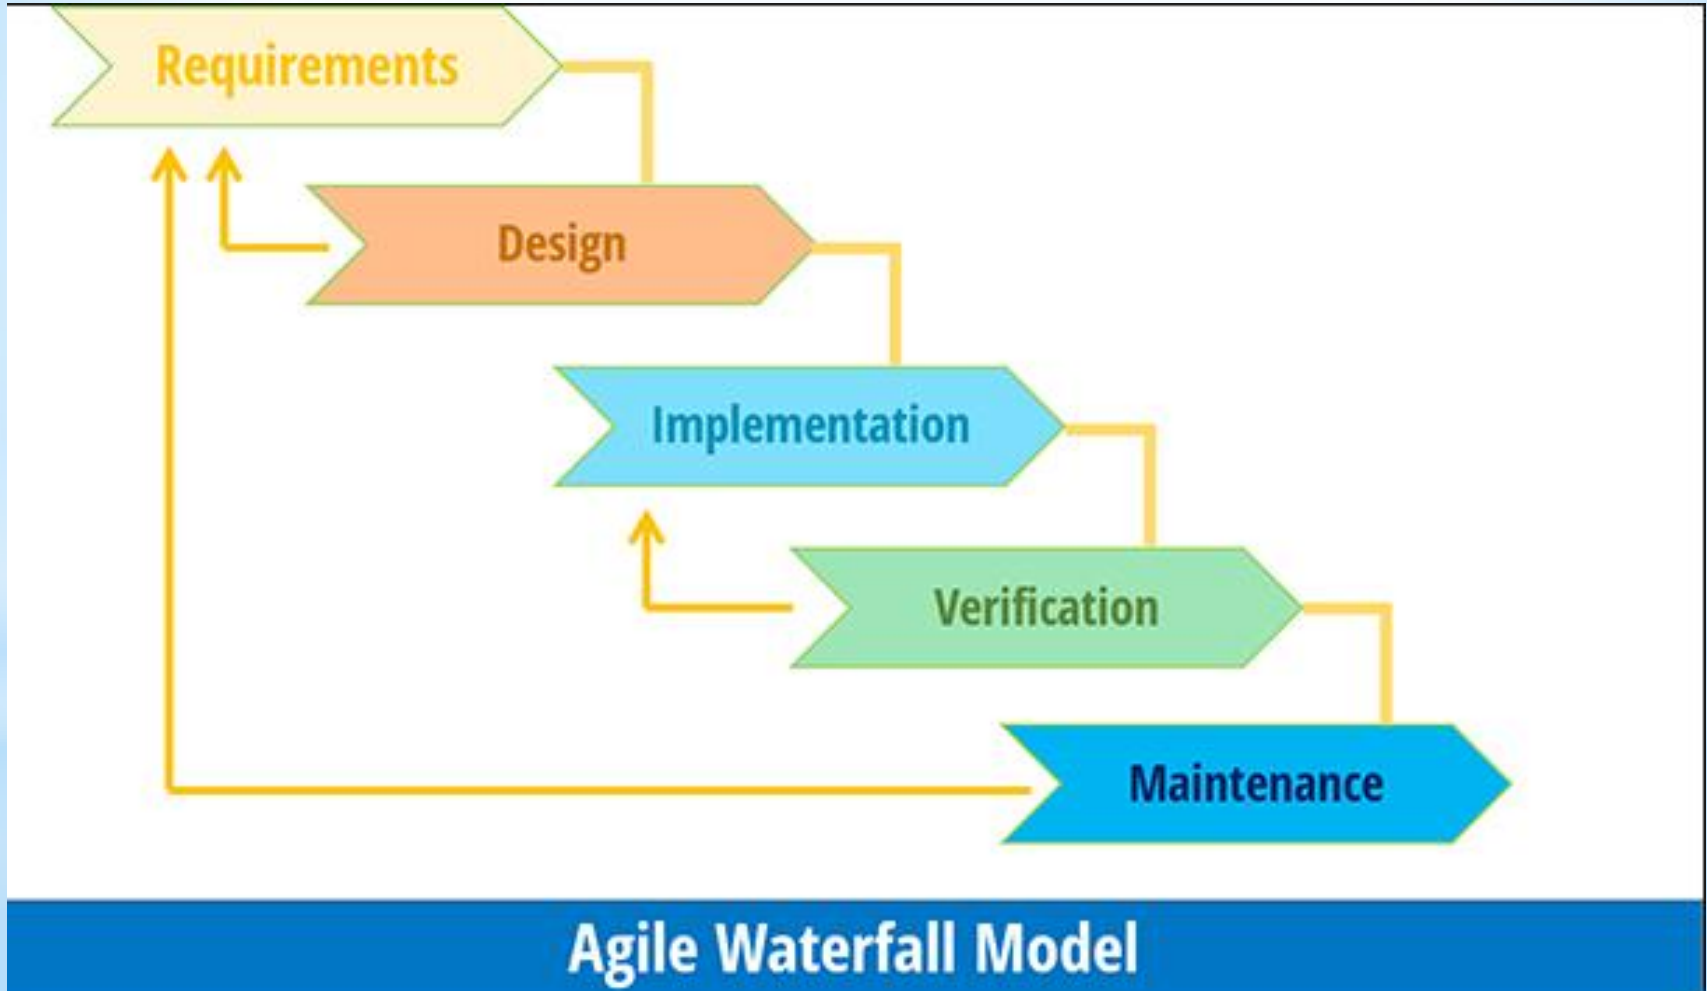 Requirements
Design
Implementation
Verification
Maintenance
Agile Waterfall Model